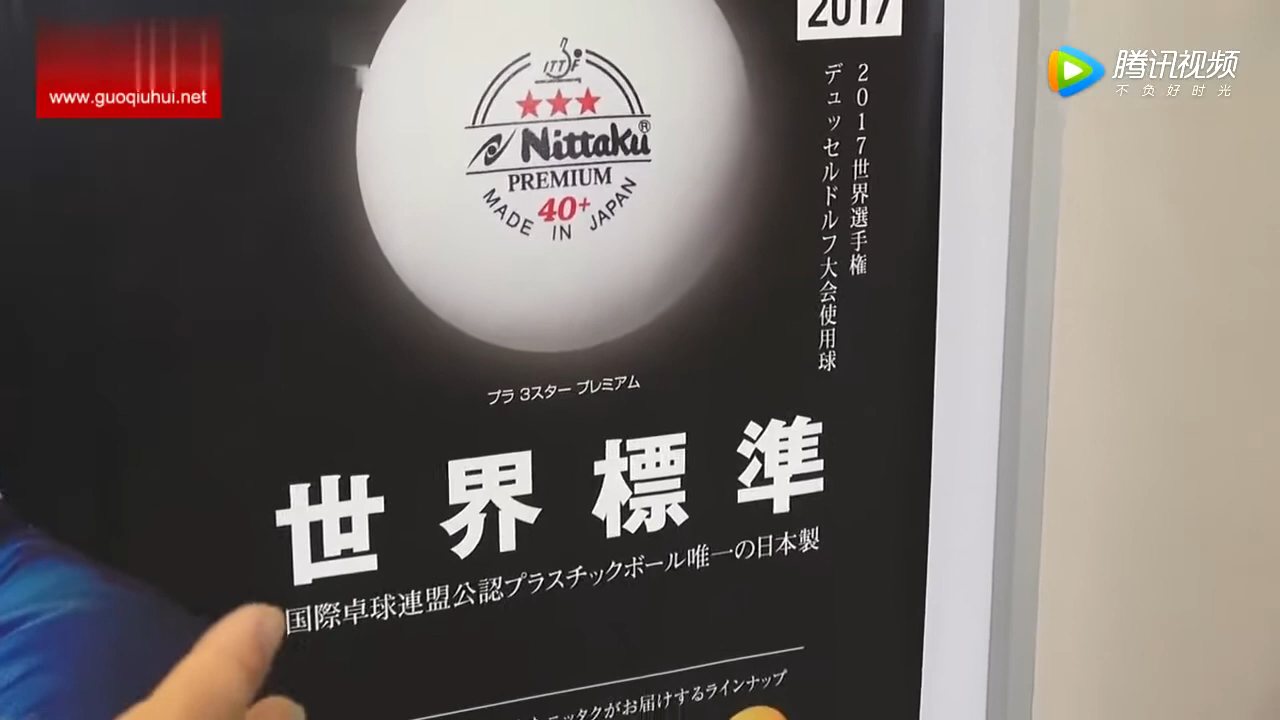 www.guoqiuhui.net
腾讯视频
不负好时光
2017
2017世界選手権
デュッセルドルフ大会使用球
ITTF
Nittaku®
PREMIUM
40+
MADE IN JAPAN
プラ 3スター プレミアム
世界標準
国際卓球連盟公認プラスチックボール唯一の日本製
ニッタクがお届けするラインナップ